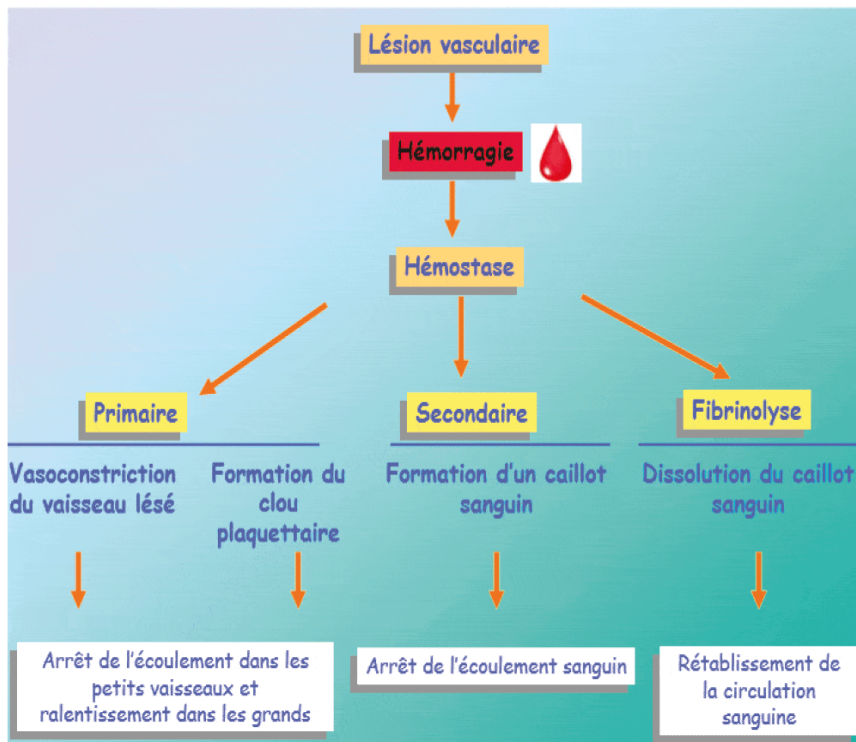 Lésion vasculaire
Hémorragie
Hémostase
Primaire
Secondaire
Fibrinolyse
Vasoconstriction
du vaisseau lésé
Formation du
clou
plaquettaire
Formation d'un caillot
sanguin
Dissolution du caillot
sanguin
Arrêt de l'écoulement dans les
petits vaisseaux et
ralentissement dans les grands
Arrêt de l'écoulement sanguin
Rétablissement de
la circulation
sanguine